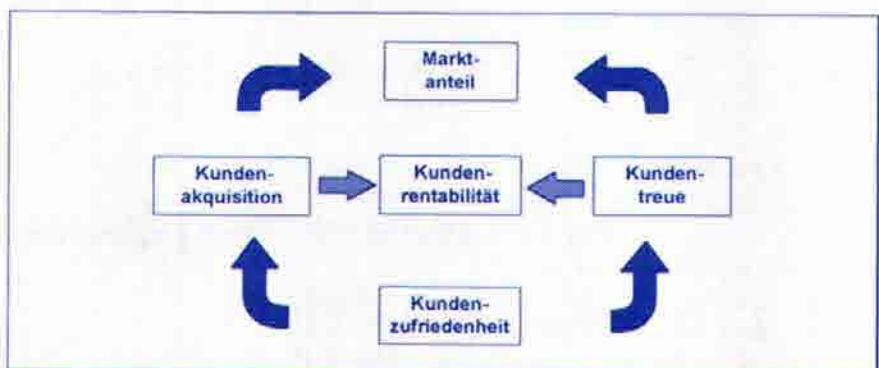 Markt-
anteil
Kunden-
akquisition
Kunden-
rentabilität
Kunden-
treue
Kunden-
zufriedenheit